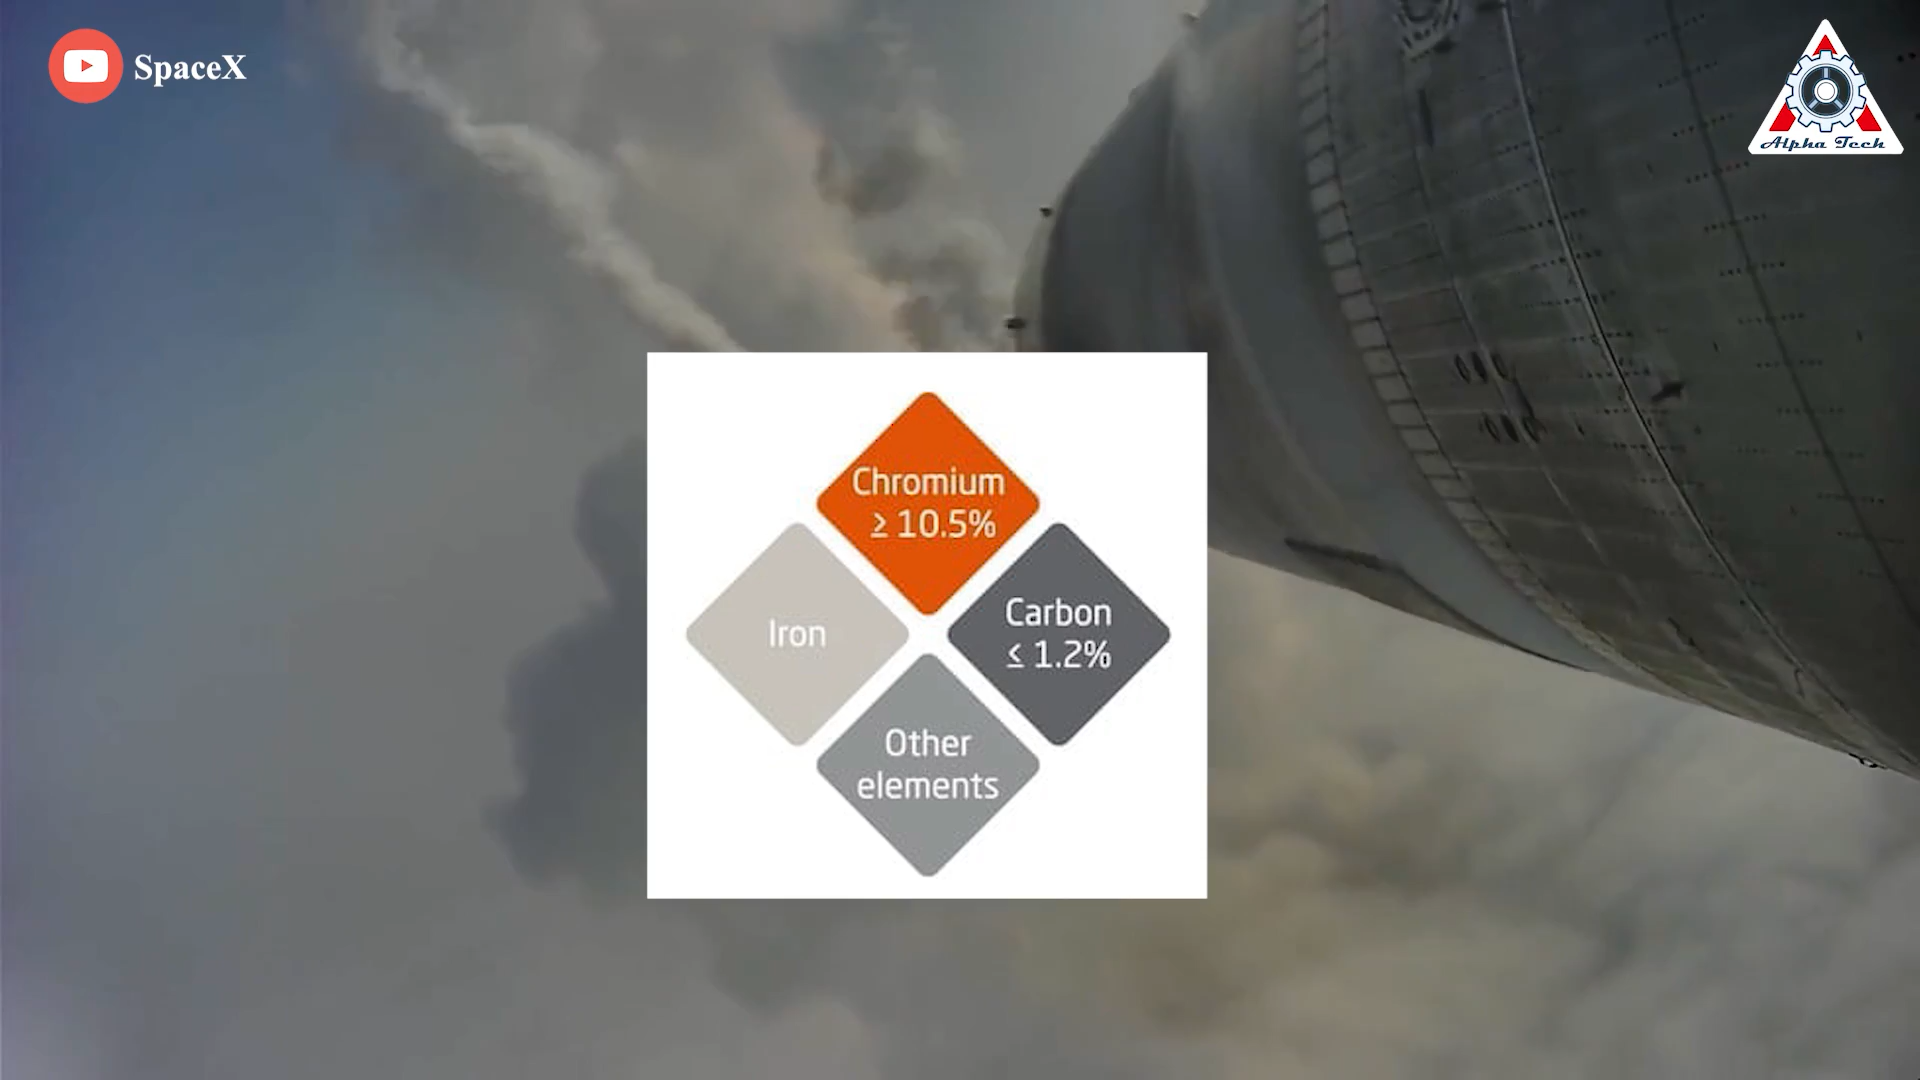 SpaceX
Alpha Tech
Chromium
≥ 10.5%
Iron
Carbon
≤ 1.2%
Other
elements